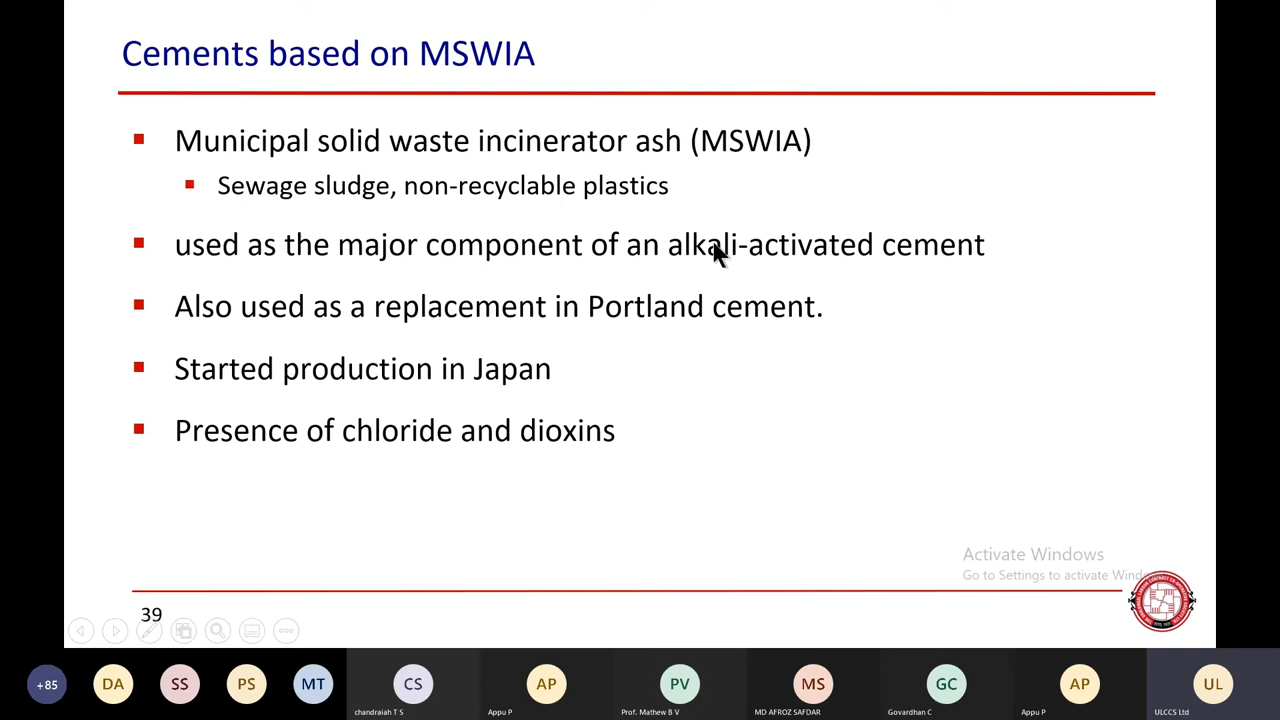 Cements based on MSWIA
Municipal solid waste incinerator ash (MSWIA)
Sewage sludge, non-recyclable plastics
used as the major component of an alkali-activated cement
Also used as a replacement in Portland cement.
Started production in Japan
Presence of chloride and dioxins
Activate Windows
Go to Settings to activate
39
+85
DA
SS
PS
MT
CS
AP
PV
MS
GC
AP
UL
chandraiah T S
Appu P
Prof. Mathew B V
MD AFROZ SAFDAR
Govardhan C
Appu P
ULCCS Ltd